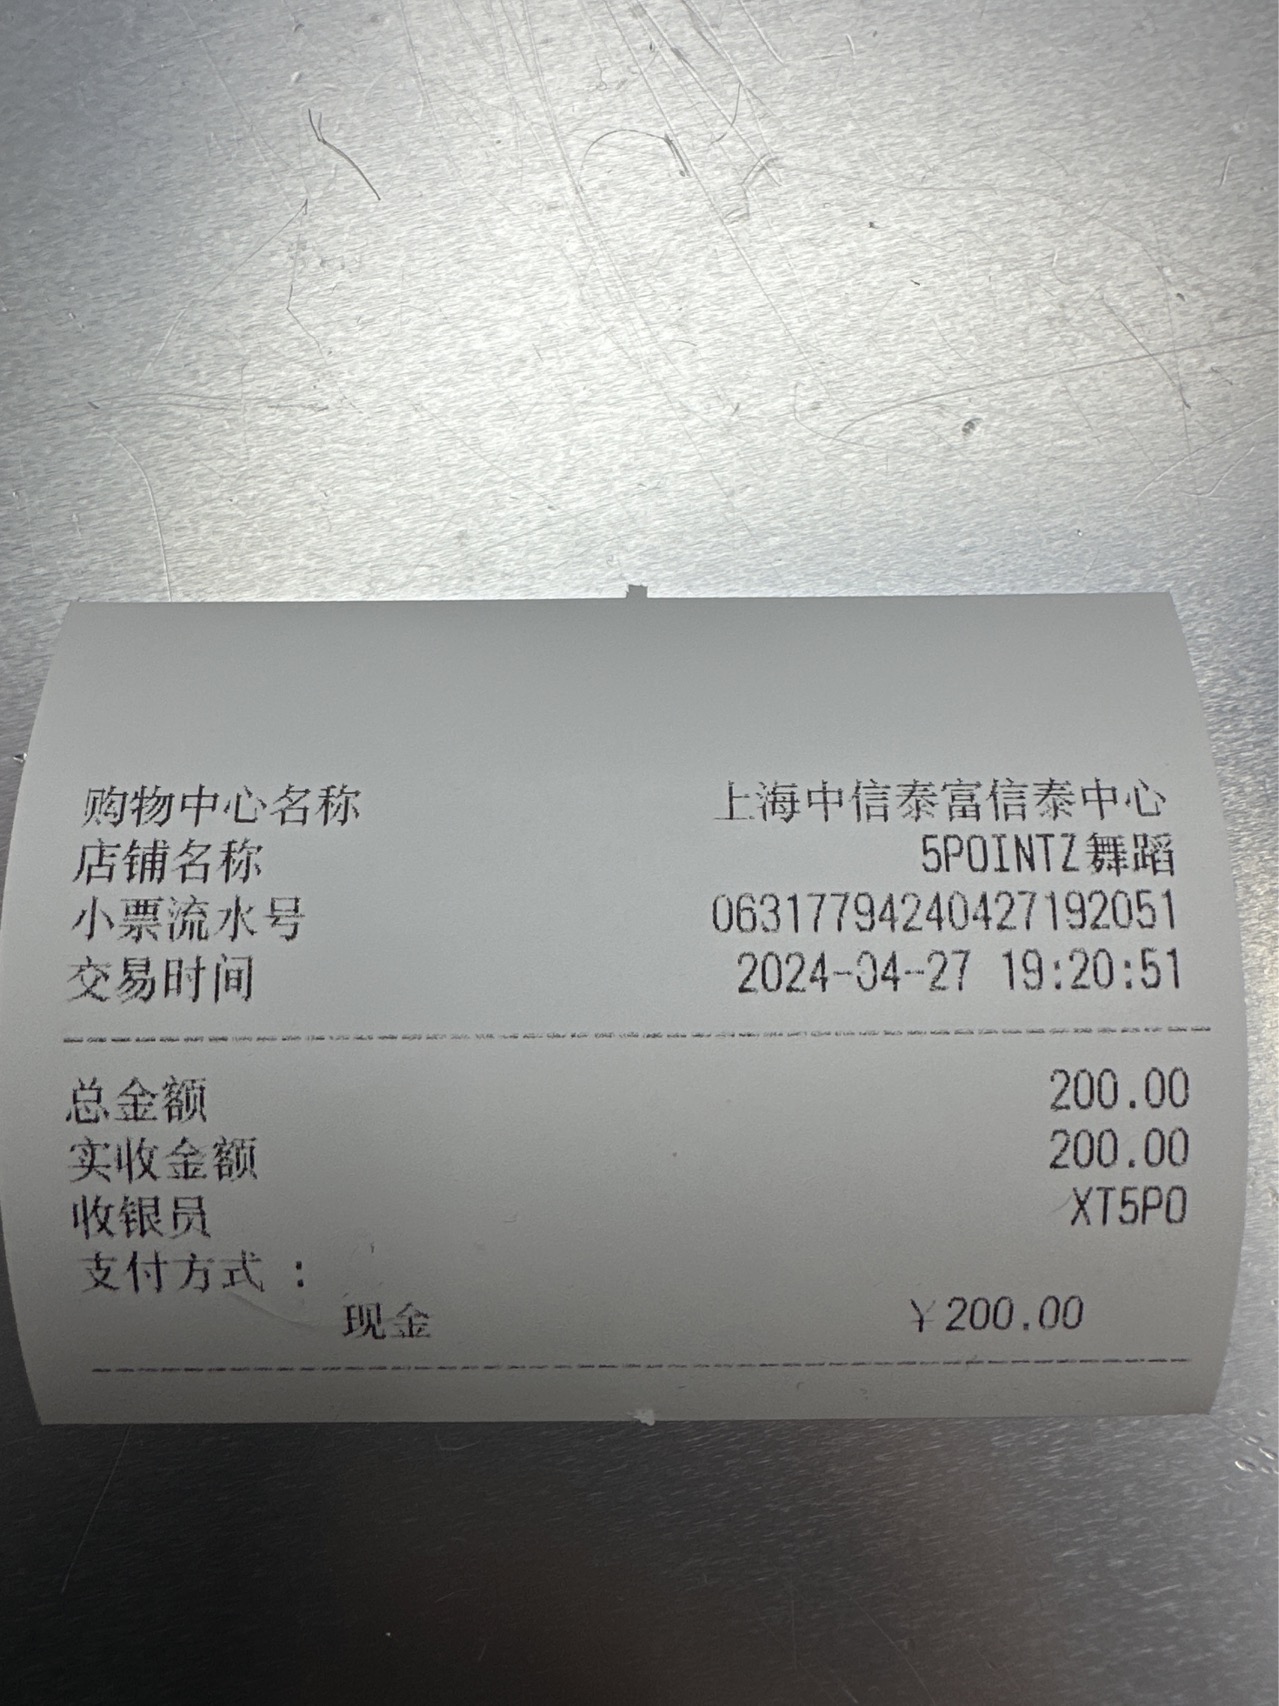 购物中心名称 上海中信泰富信泰中心
店铺名称 5POINTZ舞蹈
小票流水号 06317794240427192051
交易时间 2024-04-27 19:20:51
总金额 200.00
实收金额 200.00
收银员 XT5PO
支付方式 :
现金 ￥200.00